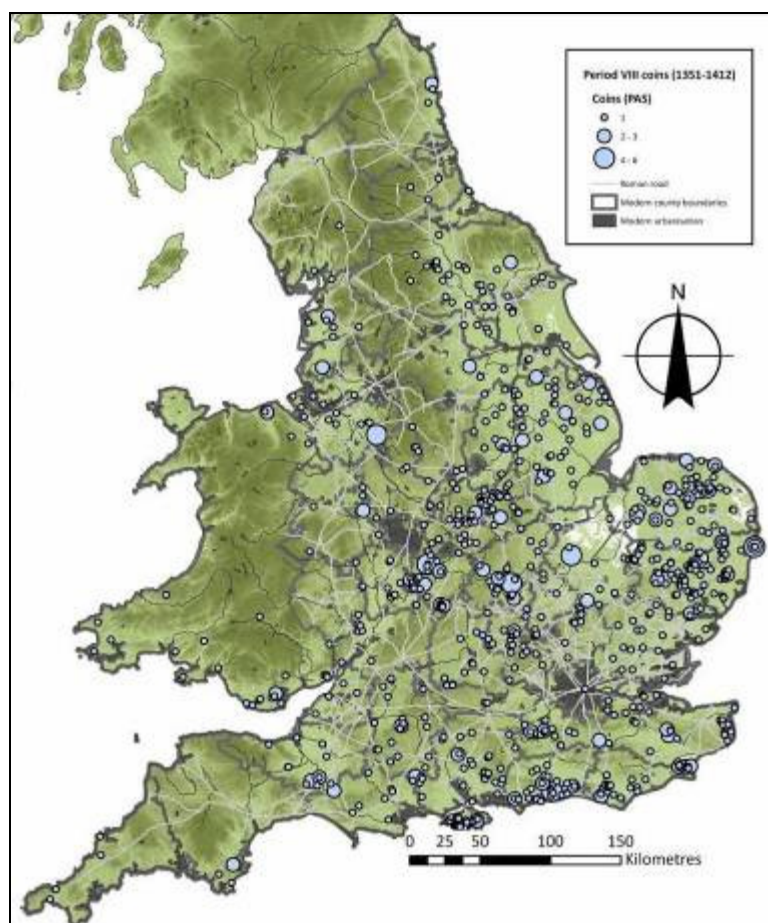 Period VIII coins (1351-1412)
Coins (PAS)
1
2 - 3
4 - 6
Roman road
Modern county boundaries
Modern urbanisation
N
0 25 50 100 150
Kilometres